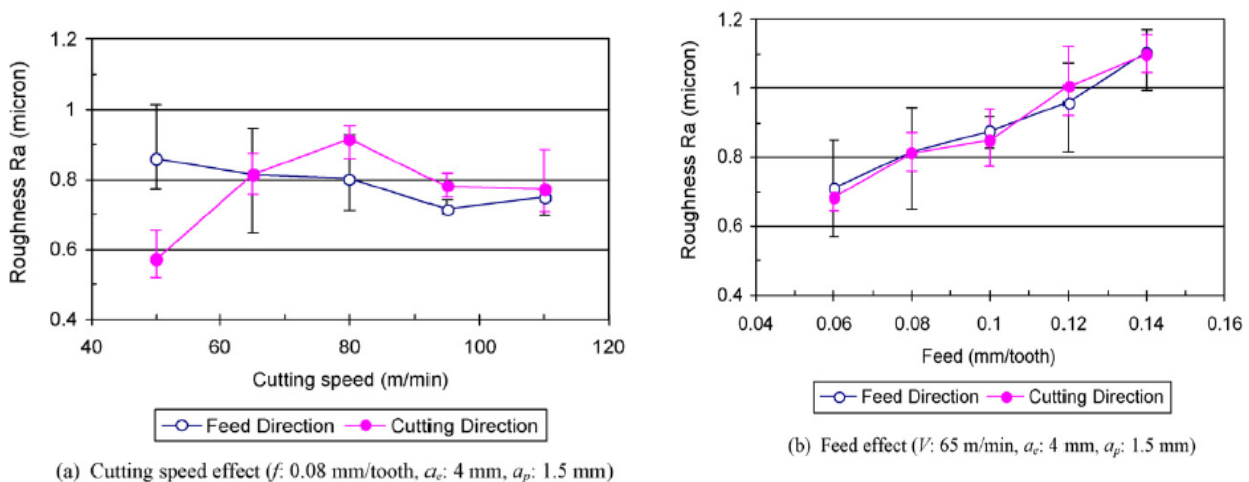 1.2
1
0.8
0.6
0.4
Roughness Ra (micron)
40 60 80 100 120
Cutting speed (m/min)
Feed Direction Cutting Direction
(a) Cutting speed effect (f: 0.08 mm/tooth, ae: 4 mm, ap: 1.5 mm)
1.2
1
0.8
0.6
0.4
Roughness Ra (micron)
0.04 0.06 0.08 0.1 0.12 0.14 0.16
Feed (mm/tooth)
Feed Direction Cutting Direction
(b) Feed effect (V: 65 m/min, ae: 4 mm, ap: 1.5 mm)